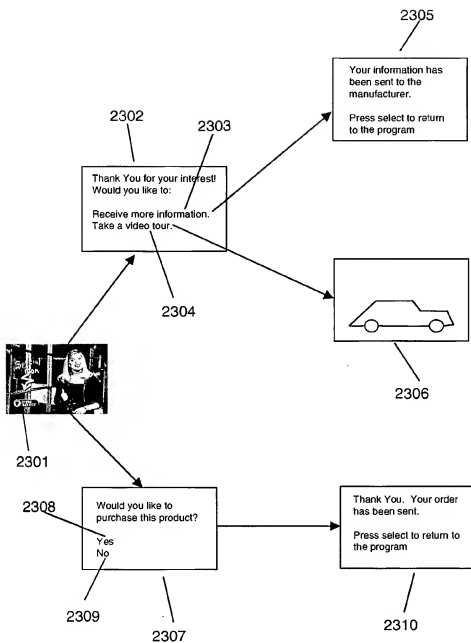 2305
Your information has
been sent to the
manufacturer.
Press select to return
to the program
2302
2303
Thank You for your interest!
Would you like to:
Receive more information.
Take a video tour.
2304
2306
2301
2308
Would you like to
purchase this product?
Yes
No
2309
2307
Thank You. Your order
has been sent.
Press select to return to
the program
2310